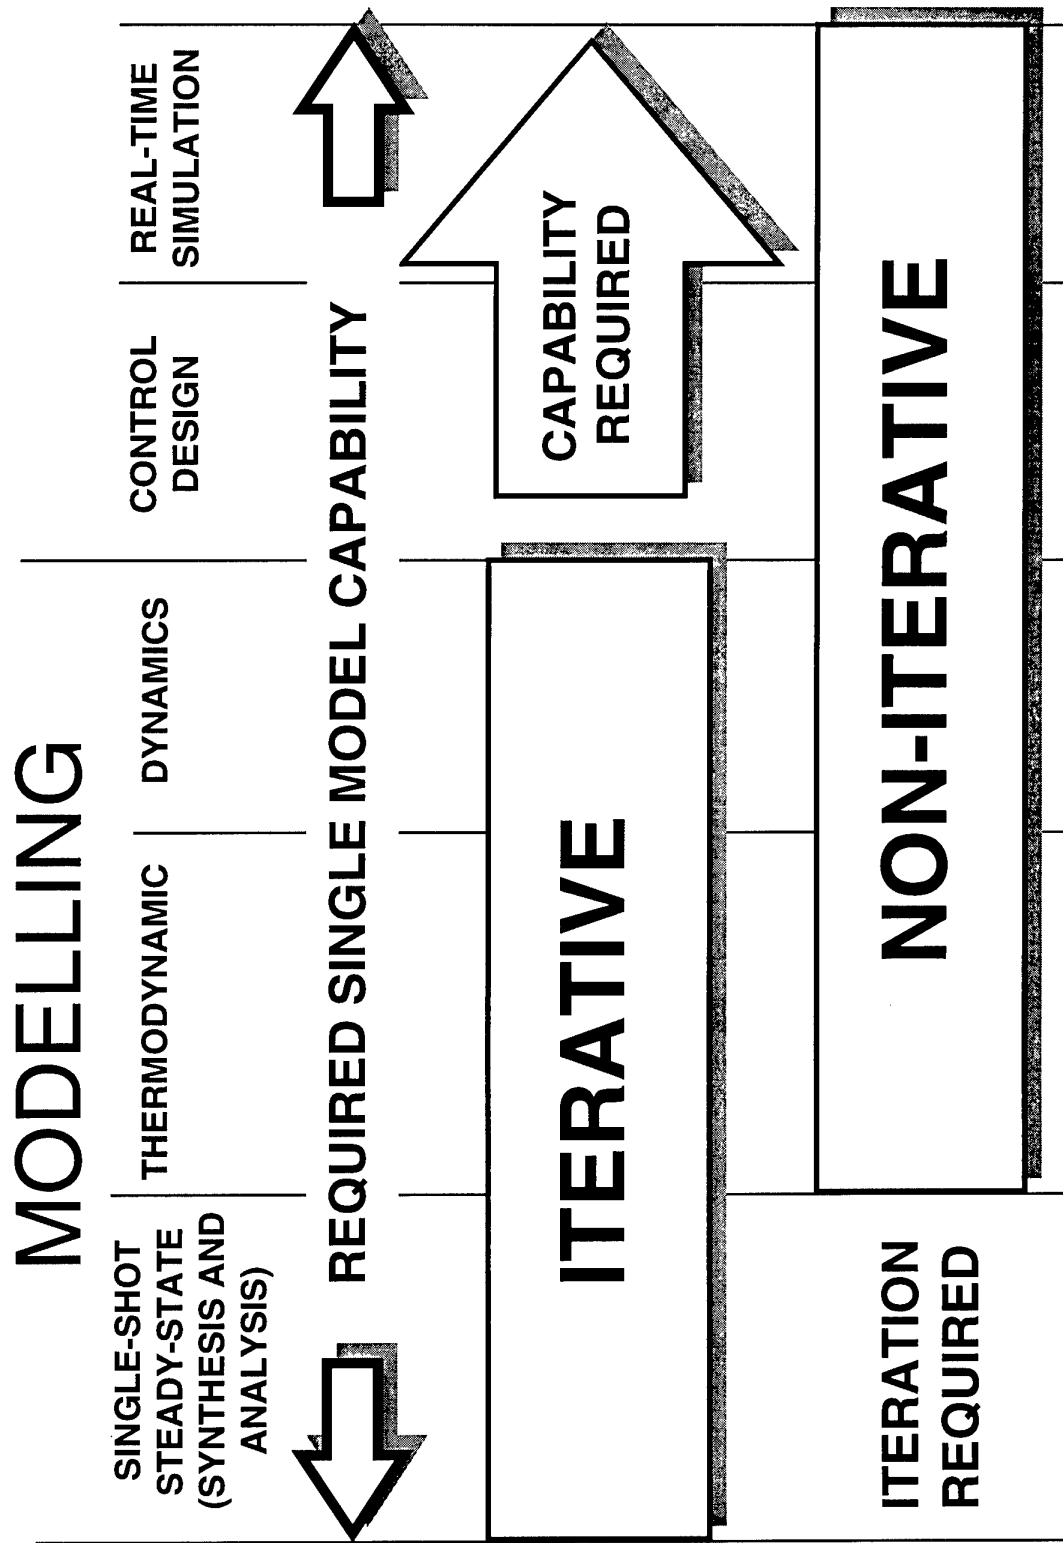 MODELLING
SINGLE-SHOT
STEADY-STATE
(SYNTHESIS AND
ANALYSIS)
THERMODYNAMIC
DYNAMICS
CONTROL
DESIGN
REAL-TIME
SIMULATION
REQUIRED SINGLE MODEL CAPABILITY
ITERATIVE
CAPABILITY
REQUIRED
ITERATION
REQUIRED
NON-ITERATIVE